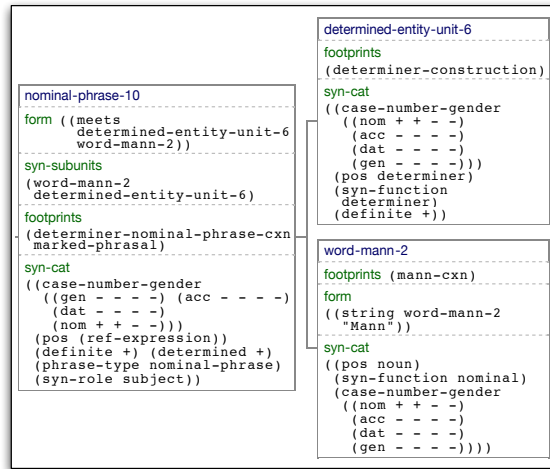 nominal-phrase-10
form ((meets
determined-entity-unit-6
word-mann-2))
syn-subunits
(word-mann-2
determined-entity-unit-6)
footprints
(determiner-nominal-phrase-cxn
marked-phrasal)
syn-cat
((case-number-gender
((gen - - - -) (acc - - - -)
(dat - - - -)
(nom + + - -)))
(pos (ref-expression))
(definite +) (determined +)
(phrase-type nominal-phrase)
(syn-role subject))
determined-entity-unit-6
footprints
(determiner-construction)
syn-cat
((case-number-gender
((nom + + - -)
(acc - - - -)
(dat - - - -)
(gen - - - -)))
(pos determiner)
(syn-function
determiner)
(definite +))
word-mann-2
footprints (mann-cxn)
form
((string word-mann-2
"Mann"))
syn-cat
((pos noun)
(syn-function nominal)
(case-number-gender
((nom + + - -)
(acc - - - -)
(dat - - - -)
(gen - - - -))))